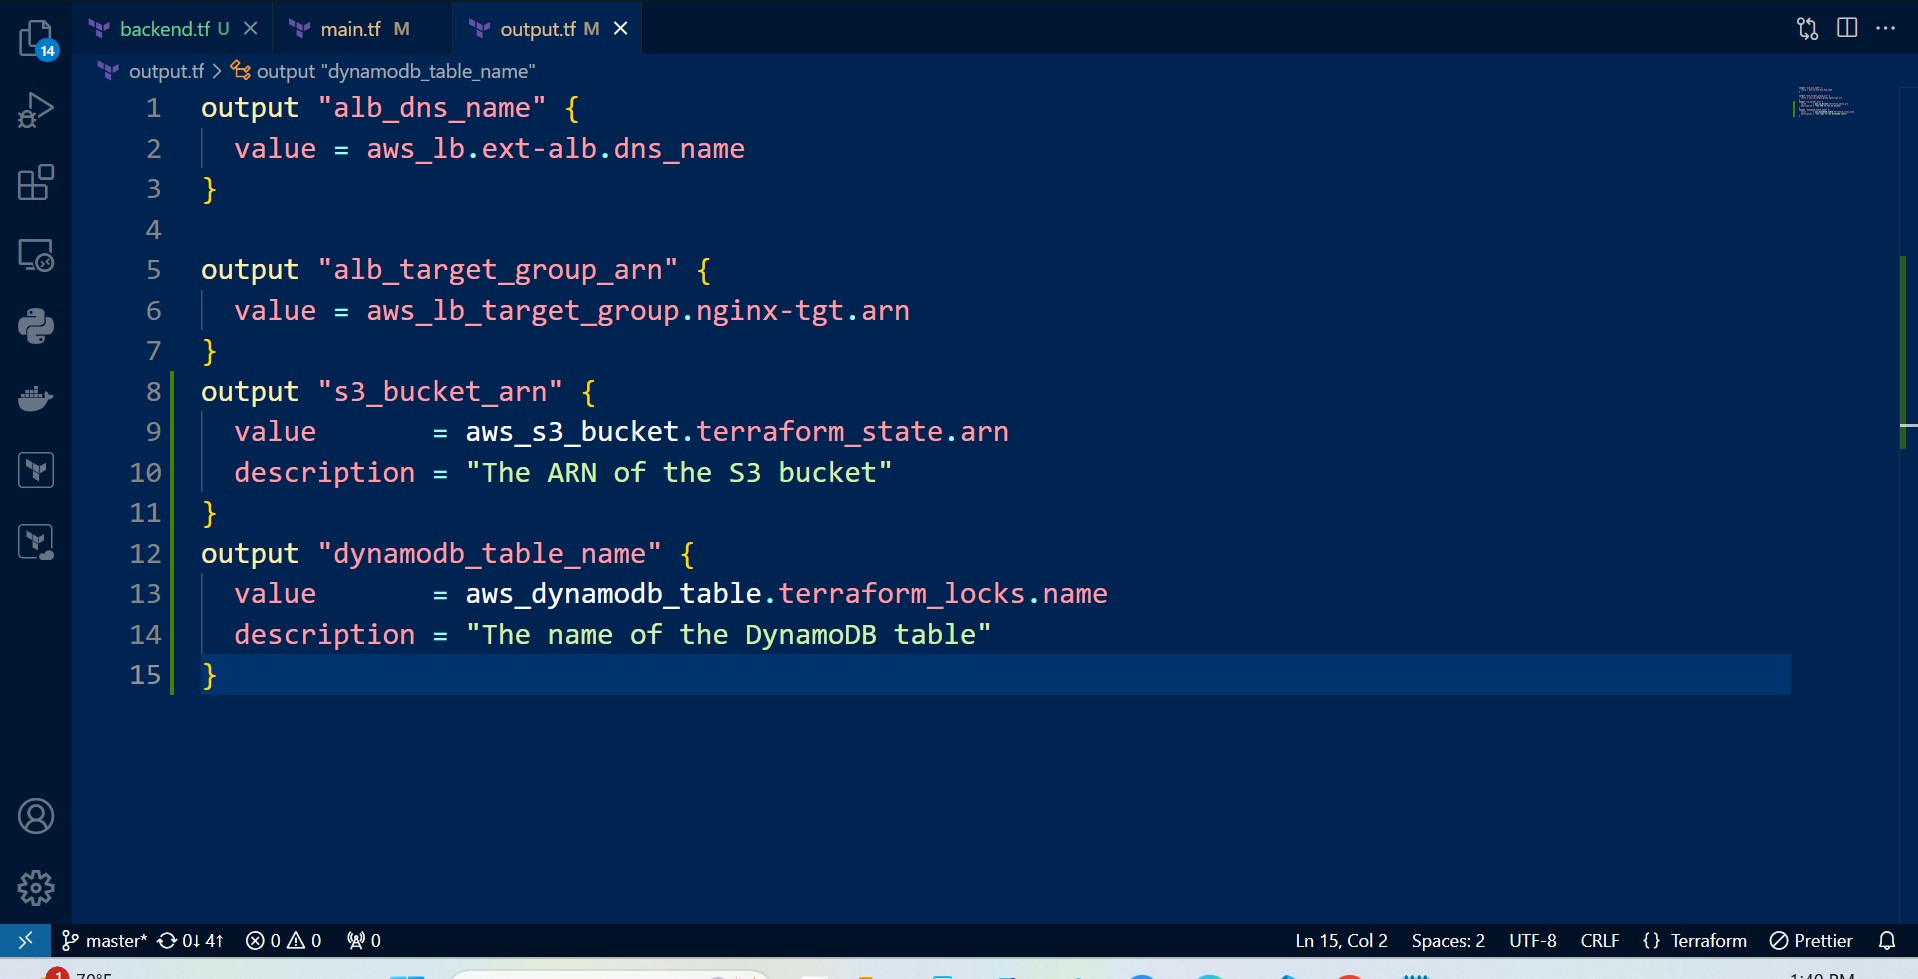 14
backend.tf U
main.tf M
output.tf M
output.tf > output "dynamodb_table_name"
1 output "alb_dns_name" {
2 value = aws_lb.ext-alb.dns_name
3 }
4
5 output "alb_target_group_arn" {
6 value = aws_lb_target_group.nginx-tgt.arn
7 }
8 output "s3_bucket_arn" {
9 value = aws_s3_bucket.terraform_state.arn
10 description = "The ARN of the S3 bucket"
11 }
12 output "dynamodb_table_name" {
13 value = aws_dynamodb_table.terraform_locks.name
14 description = "The name of the DynamoDB table"
15 }
master* 0↓ 4↑ 0 0 0 Ln 15, Col 2 Spaces: 2 UTF-8 CRLF {} Terraform Prettier
1